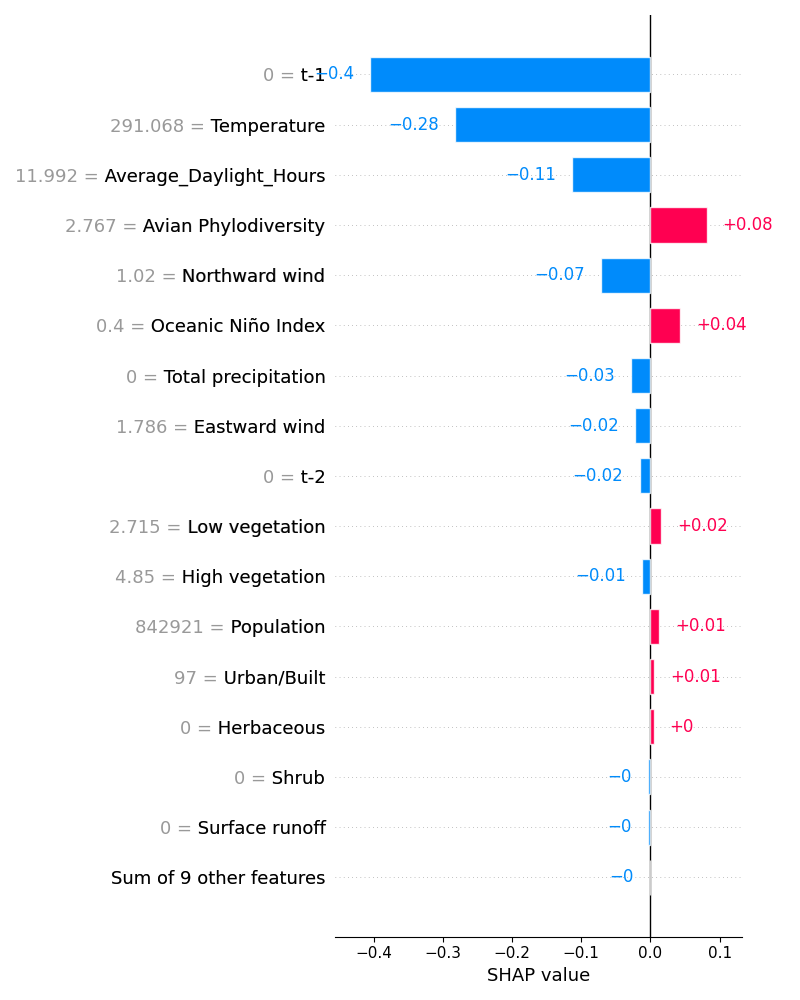 0 = t-1 −0.4
291.068 = Temperature −0.28
11.992 = Average_Daylight_Hours −0.11
2.767 = Avian Phylodiversity +0.08
1.02 = Northward wind −0.07
0.4 = Oceanic Niño Index +0.04
0 = Total precipitation −0.03
1.786 = Eastward wind −0.02
0 = t-2 −0.02
2.715 = Low vegetation +0.02
4.85 = High vegetation −0.01
842921 = Population +0.01
97 = Urban/Built +0.01
0 = Herbaceous +0
0 = Shrub −0
0 = Surface runoff −0
Sum of 9 other features −0
−0.4 −0.3 −0.2 −0.1 0.0 0.1
SHAP value